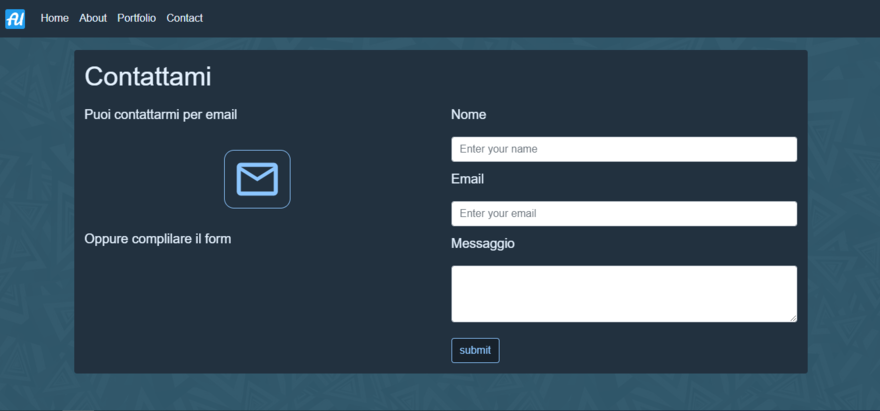 AU
Home About Portfolio Contact
Contattami
Puoi contattarmi per email
Oppure complilare il form
Nome
Enter your name
Email
Enter your email
Messaggio
submit